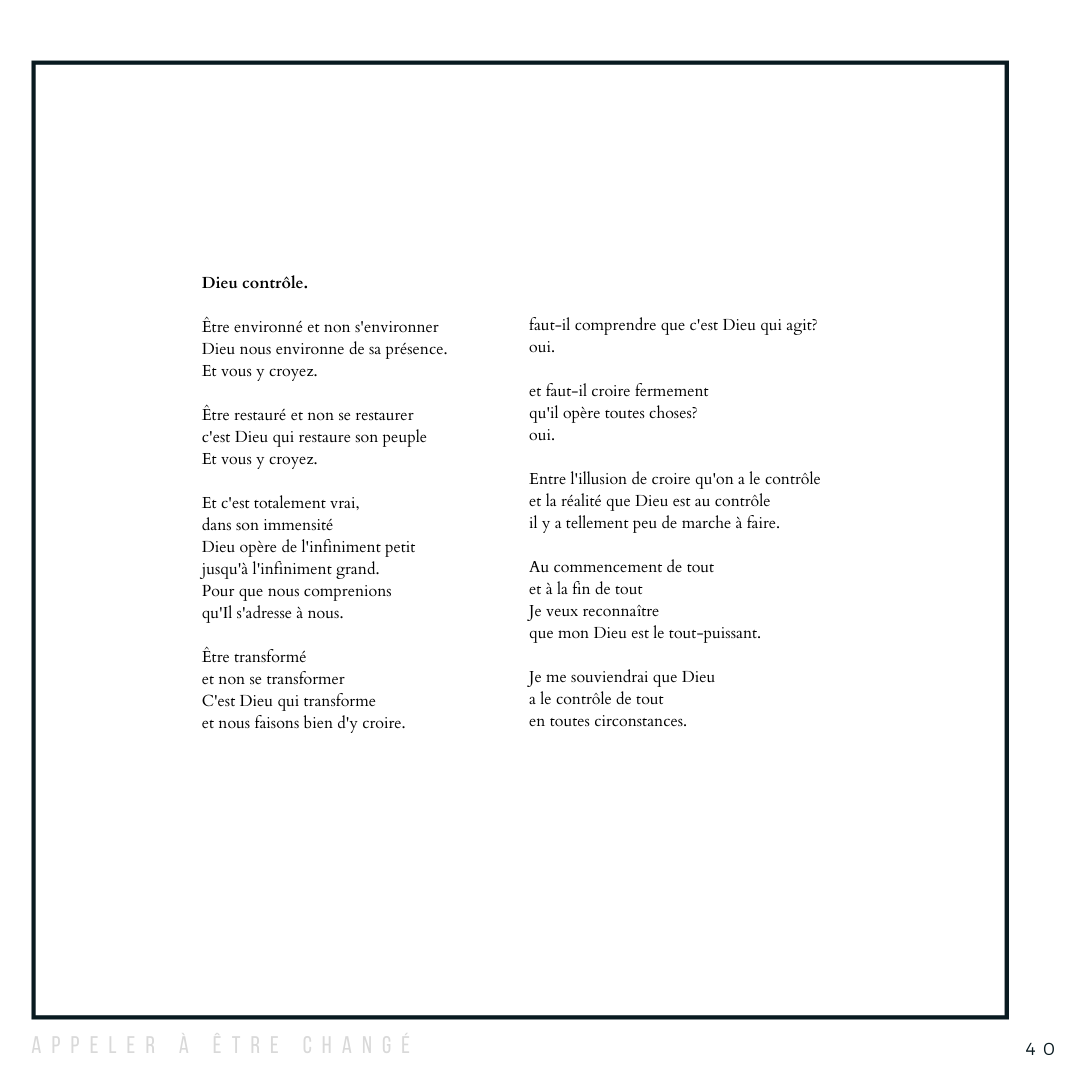 Dieu contrôle.
Être environné et non s'environner
Dieu nous environne de sa présence.
Et vous y croyez.
Être restauré et non se restaurer
c'est Dieu qui restaure son peuple
Et vous y croyez.
Et c'est totalement vrai,
dans son immensité
Dieu opère de l'infiniment petit
jusqu'à l'infiniment grand.
Pour que nous comprenions
qu'Il s'adresse à nous.
Être transformé
et non se transformer
C'est Dieu qui transforme
et nous faisons bien d'y croire.
faut-il comprendre que c'est Dieu qui agit?
oui.
et faut-il croire fermement
qu'il opère toutes choses?
oui.
Entre l'illusion de croire qu'on a le contrôle
et la réalité que Dieu est au contrôle
il y a tellement peu de marche à faire.
Au commencement de tout
et à la fin de tout
Je veux reconnaître
que mon Dieu est le tout-puissant.
Je me souviendrai que Dieu
a le contrôle de tout
en toutes circonstances.
APPELER À ÊTRE CHANGÉ
40